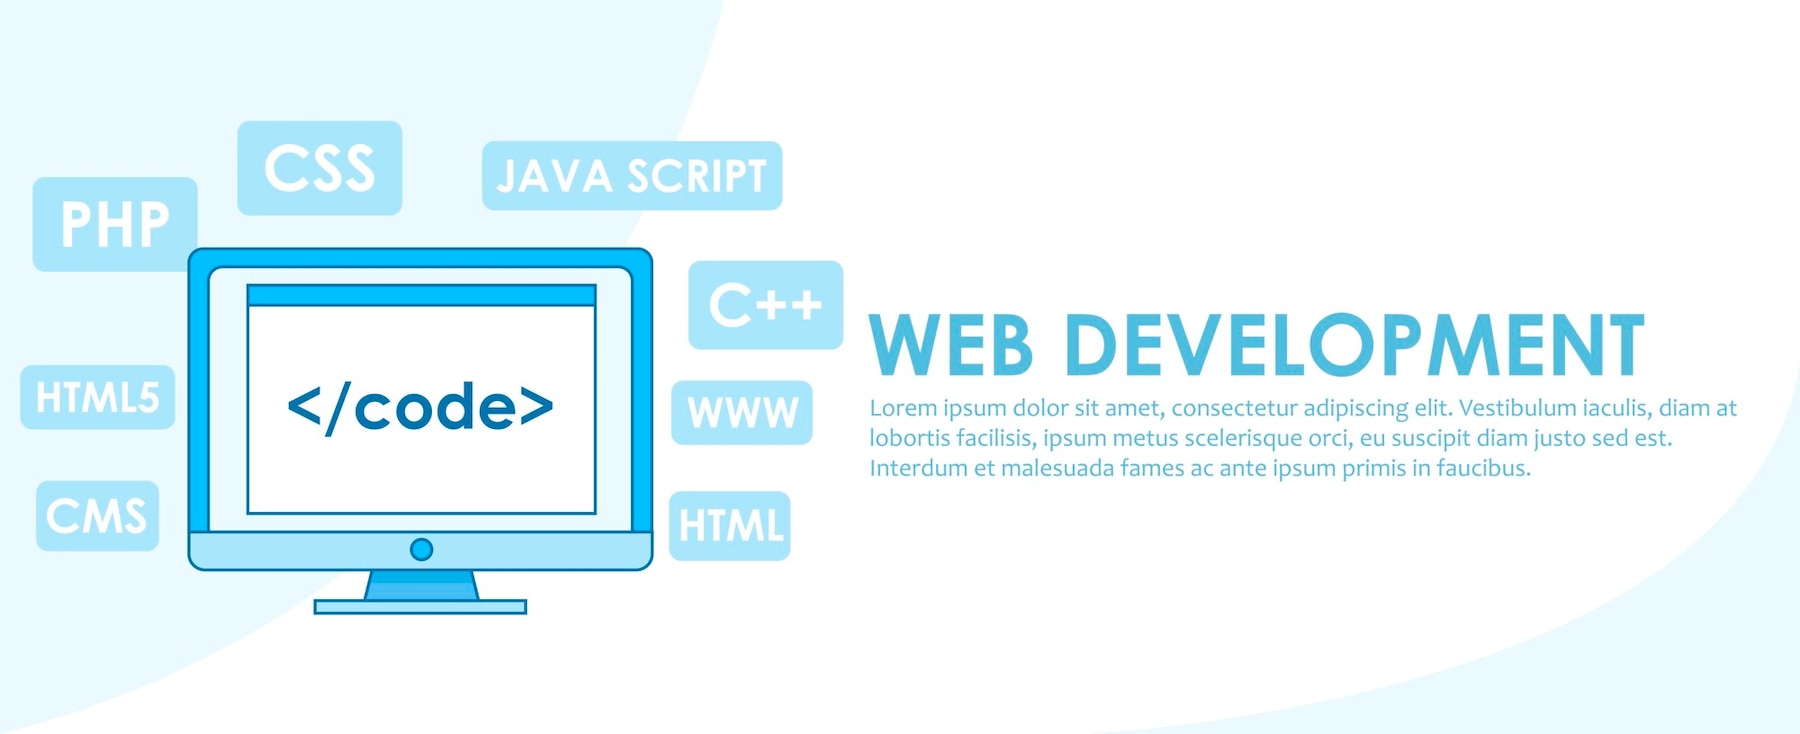 CSS
JAVA SCRIPT
PHP
C++
HTML5
</code>
WWW
CMS
HTML
WEB DEVELOPMENT
Lorem ipsum dolor sit amet, consectetur adipiscing elit. Vestibulum iaculis, diam at
lobortis facilisis, ipsum metus scelerisque orci, eu suscipit diam justo sed est.
Interdum et malesuada fames ac ante ipsum primis in faucibus.